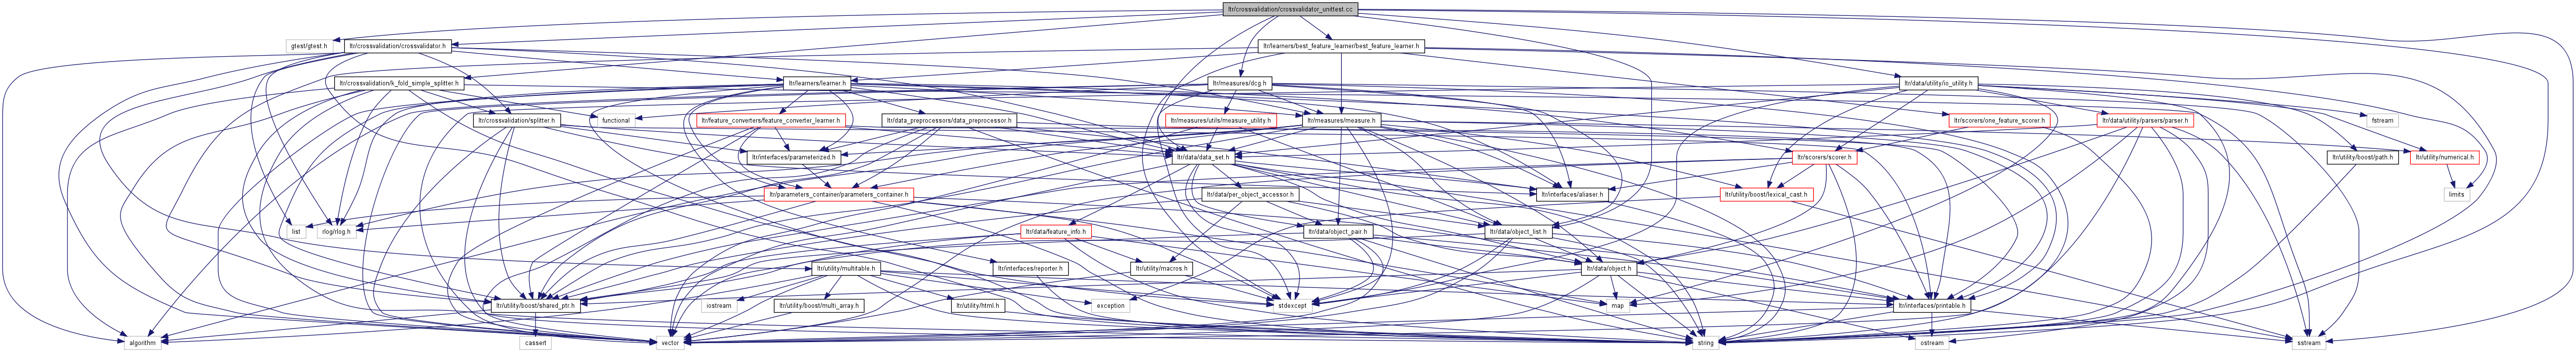 ltr/crossvalidation/crossvalidator_unittest.cc
gtest/gtest.h
ltr/crossvalidation/crossvalidator.h
ltr/learners/best_feature_learner/best_feature_learner.h
ltr/crossvalidation/k_fold_simple_splitter.h
ltr/learners/learner.h
ltr/measures/dcg.h
ltr/data/utility/io_utility.h
functional
ltr/crossvalidation/splitter.h
ltr/feature_converters/feature_converter_learner.h
ltr/data_preprocessors/data_preprocessor.h
ltr/measures/utils/measure_utility.h
ltr/measures/measure.h
ltr/scorers/one_feature_scorer.h
ltr/data/utility/parsers/parser.h
fstream
ltr/interfaces/parameterized.h
ltr/data/data_set.h
ltr/scorers/scorer.h
ltr/utility/boost/path.h
ltr/utility/numerical.h
ltr/parameters_container/parameters_container.h
ltr/data/per_object_accessor.h
ltr/interfaces/aliaser.h
ltr/utility/boost/lexical_cast.h
limits
list
rlog/rlog.h
ltr/data/feature_info.h
ltr/data/object_pair.h
ltr/data/object_list.h
ltr/utility/multitable.h
ltr/interfaces/reporter.h
ltr/utility/macros.h
ltr/data/object.h
ltr/utility/boost/shared_ptr.h
iostream
ltr/utility/boost/multi_array.h
ltr/utility/html.h
exception
stdexcept
map
ltr/interfaces/printable.h
algorithm
cassert
vector
string
ostream
sstream